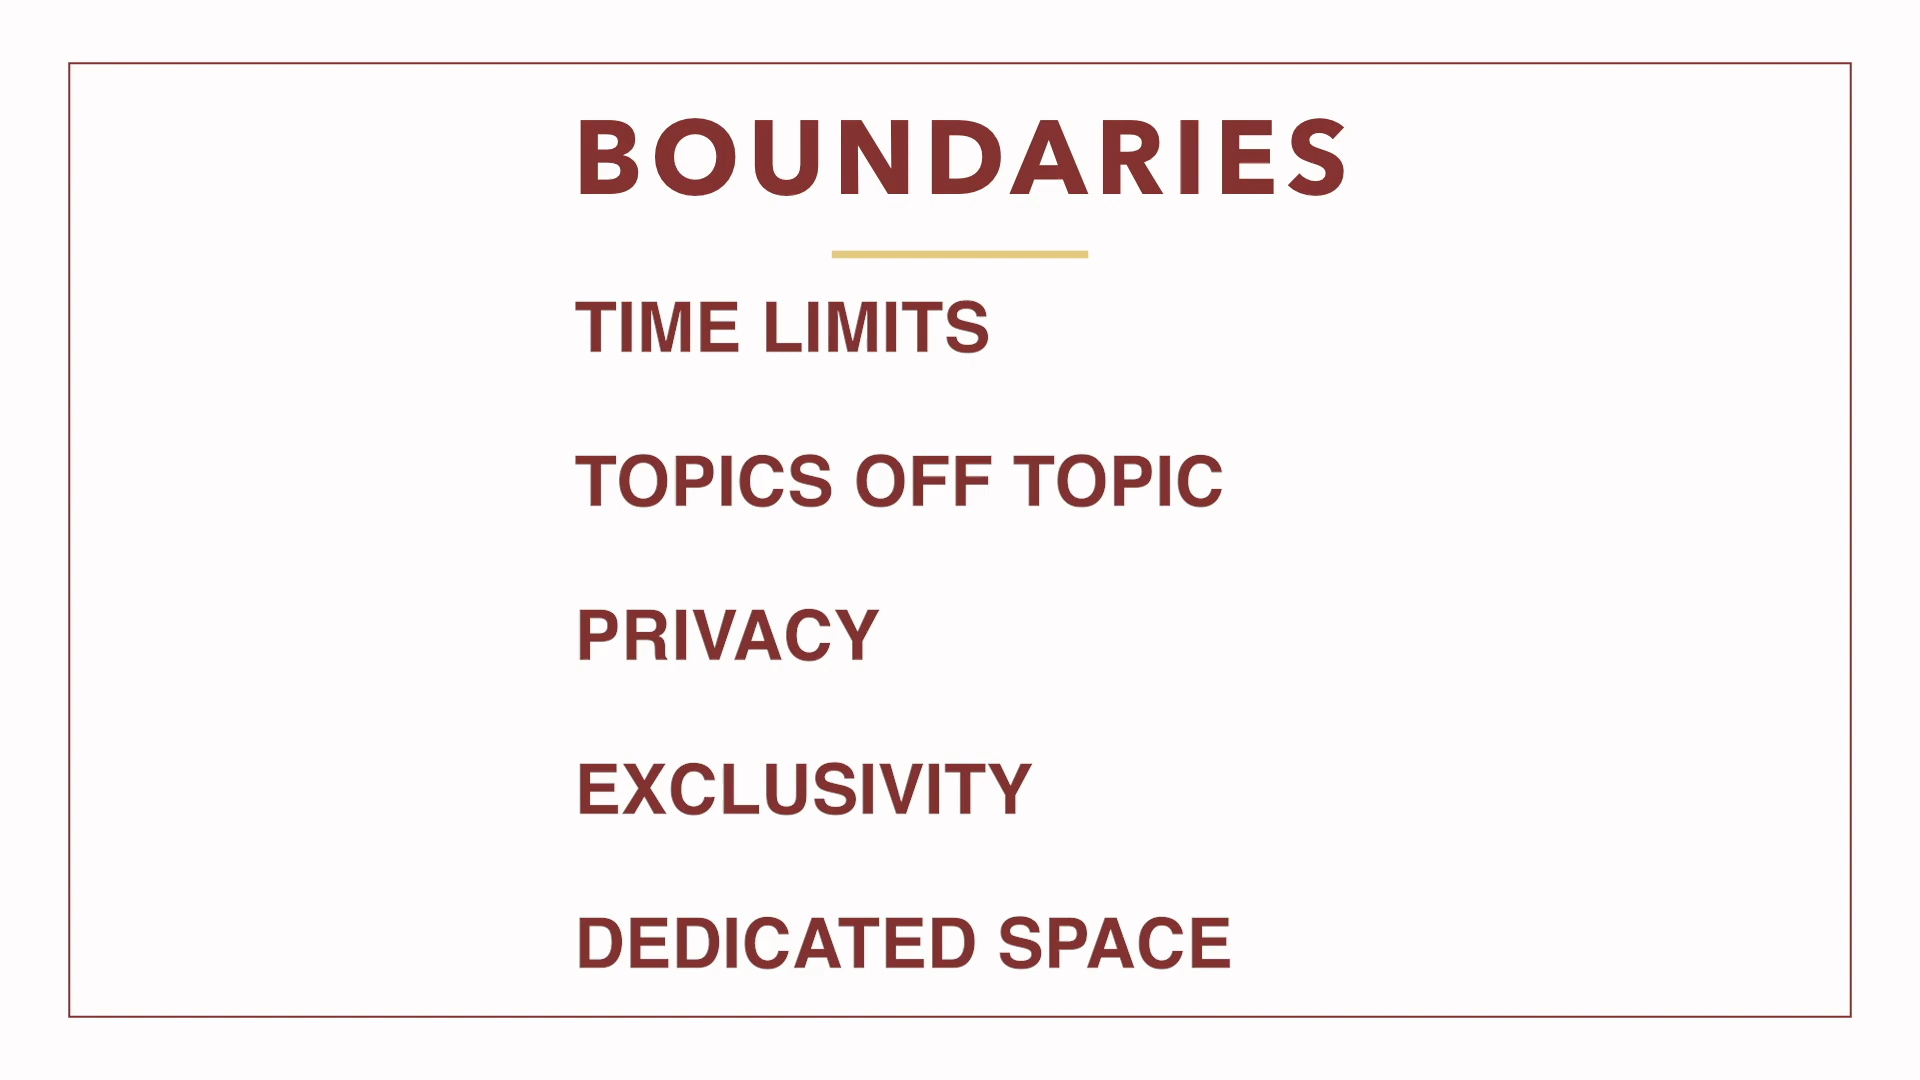 BOUNDARIES
TIME LIMITS
TOPICS OFF TOPIC
PRIVACY
EXCLUSIVITY
DEDICATED SPACE